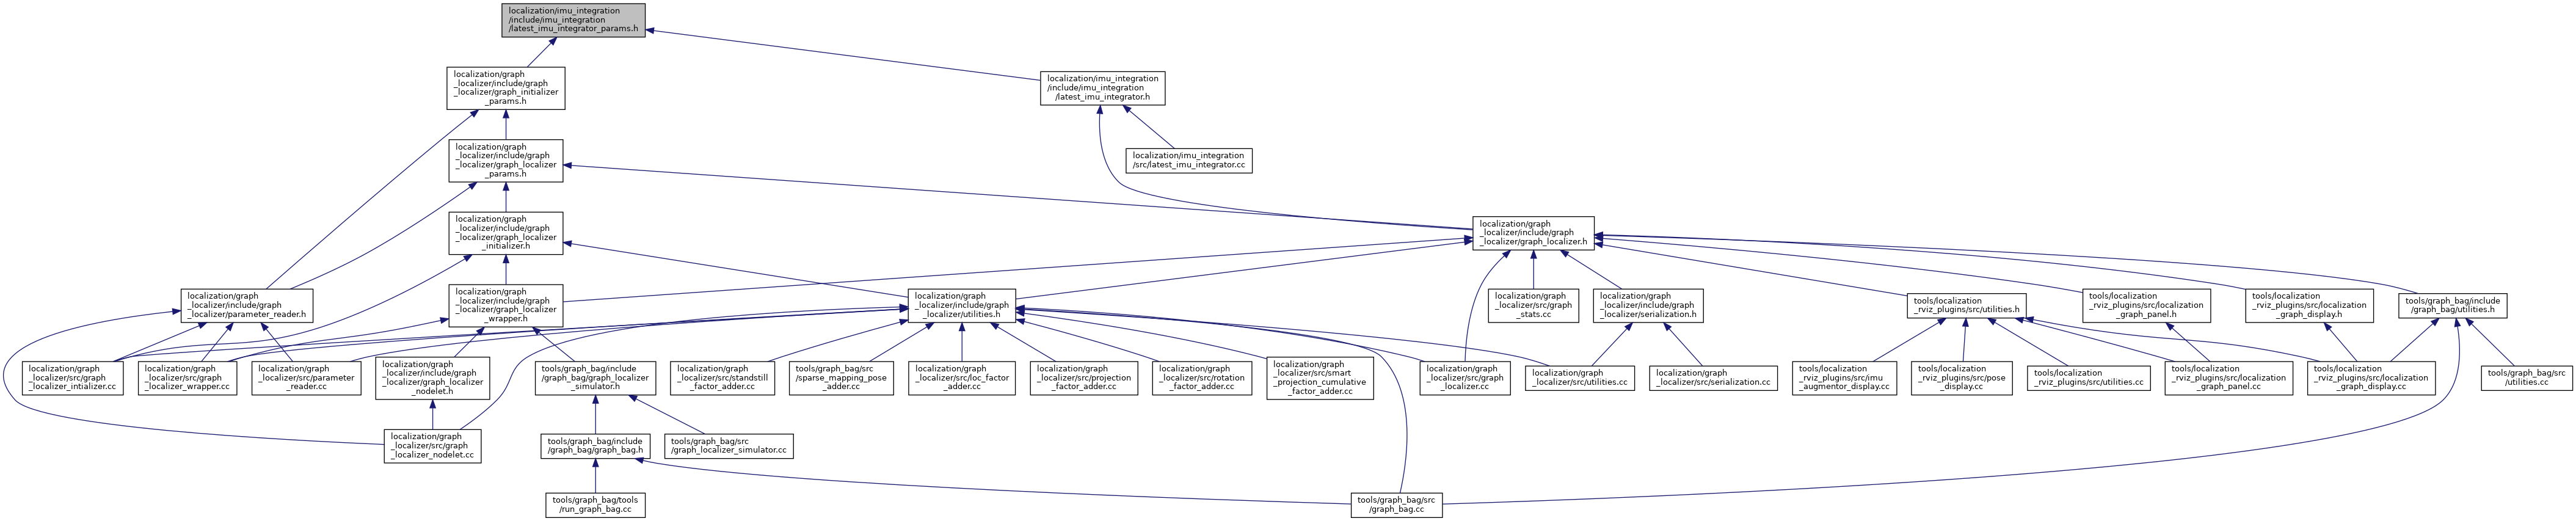 localization/imu_integration
/include/imu_integration
/latest_imu_integrator_params.h
localization/graph
_localizer/include/graph
_localizer/graph_initializer
_params.h
localization/imu_integration
/include/imu_integration
/latest_imu_integrator.h
localization/graph
_localizer/include/graph
_localizer/graph_localizer
_params.h
localization/imu_integration
/src/latest_imu_integrator.cc
localization/graph
_localizer/include/graph
_localizer/graph_localizer
_initializer.h
localization/graph
_localizer/include/graph
_localizer/graph_localizer.h
localization/graph
_localizer/include/graph
_localizer/parameter_reader.h
localization/graph
_localizer/include/graph
_localizer/graph_localizer
_wrapper.h
localization/graph
_localizer/include/graph
_localizer/utilities.h
localization/graph
_localizer/src/graph
_stats.cc
localization/graph
_localizer/include/graph
_localizer/serialization.h
tools/localization
_rviz_plugins/src/utilities.h
tools/localization
_rviz_plugins/src/localization
_graph_panel.h
tools/localization
_rviz_plugins/src/localization
_graph_display.h
tools/graph_bag/include
/graph_bag/utilities.h
localization/graph
_localizer/src/graph
_localizer_intializer.cc
localization/graph
_localizer/src/graph
_localizer_wrapper.cc
localization/graph
_localizer/src/parameter
_reader.cc
localization/graph
_localizer/include/graph
_localizer/graph_localizer
_nodelet.h
tools/graph_bag/include
/graph_bag/graph_localizer
_simulator.h
localization/graph
_localizer/src/standstill
_factor_adder.cc
tools/graph_bag/src
/sparse_mapping_pose
_adder.cc
localization/graph
_localizer/src/loc_factor
_adder.cc
localization/graph
_localizer/src/projection
_factor_adder.cc
localization/graph
_localizer/src/rotation
_factor_adder.cc
localization/graph
_localizer/src/smart
_projection_cumulative
_factor_adder.cc
localization/graph
_localizer/src/graph
_localizer.cc
localization/graph
_localizer/src/utilities.cc
localization/graph
_localizer/src/serialization.cc
tools/localization
_rviz_plugins/src/imu
_augmentor_display.cc
tools/localization
_rviz_plugins/src/pose
_display.cc
tools/localization
_rviz_plugins/src/utilities.cc
tools/localization
_rviz_plugins/src/localization
_graph_panel.cc
tools/localization
_rviz_plugins/src/localization
_graph_display.cc
tools/graph_bag/src
/utilities.cc
localization/graph
_localizer/src/graph
_localizer_nodelet.cc
tools/graph_bag/include
/graph_bag/graph_bag.h
tools/graph_bag/src
/graph_localizer_simulator.cc
tools/graph_bag/tools
/run_graph_bag.cc
tools/graph_bag/src
/graph_bag.cc